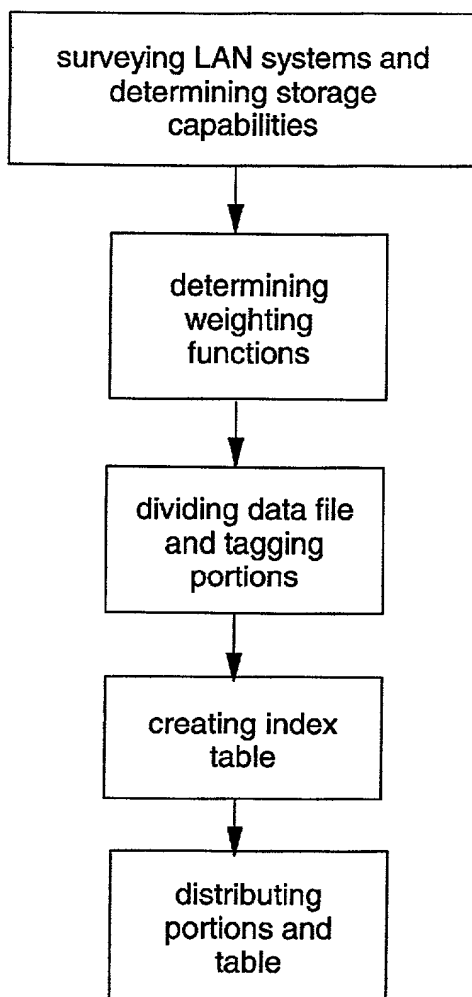 surveying LAN systems and
determining storage
capabilities
determining
weighting
functions
dividing data file
and tagging
portions
creating index
table
distributing
portions and
table